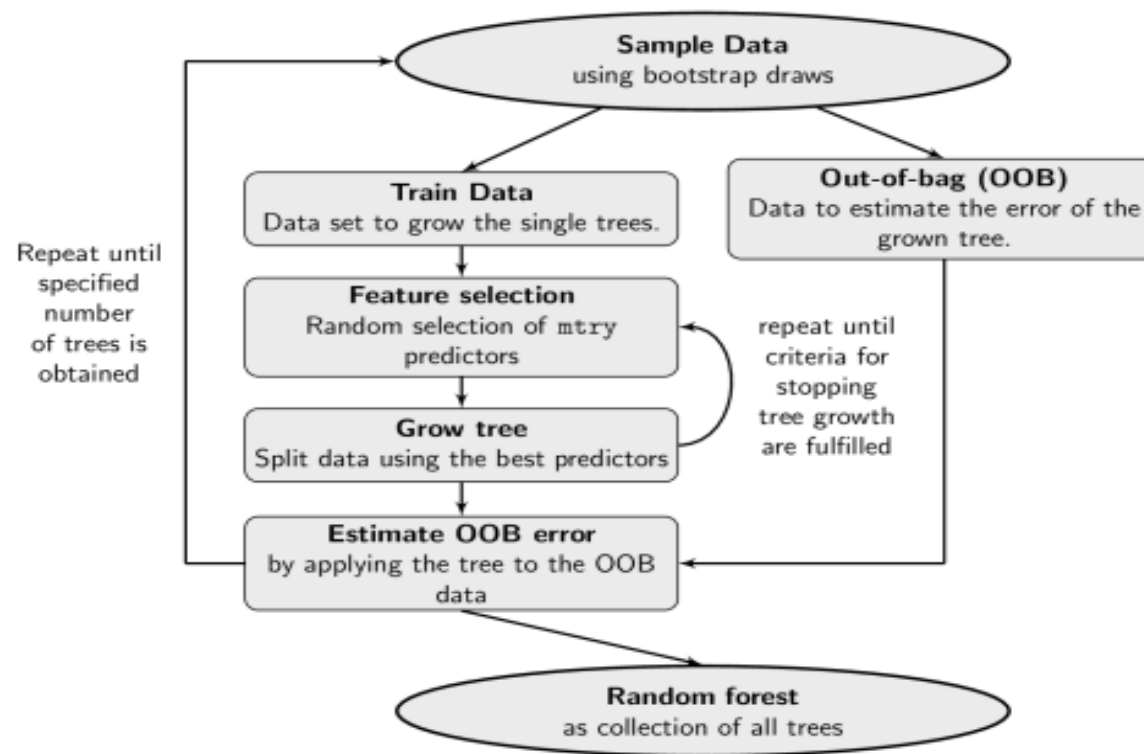 Sample Data
using bootstrap draws
Train Data
Data set to grow the single trees.
Out-of-bag (OOB)
Data to estimate the error of the
grown tree.
Repeat until
specified
number
of trees is
obtained
Feature selection
Random selection of mtry
predictors
repeat until
criteria for
stopping
tree growth
are fulfilled
Grow tree
Split data using the best predictors
Estimate OOB error
by applying the tree to the OOB
data
Random forest
as collection of all trees